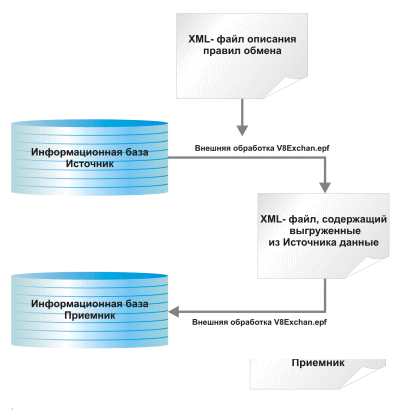 XML- файл описания
правил обмена
Информационная база
Источник
Внешняя обработка V8Exchan.epf
XML- файл, содержащий
выгруженные
из Источника данные
Информационная база
Приемник
Внешняя обработка V8Exchan.epf
Приемник